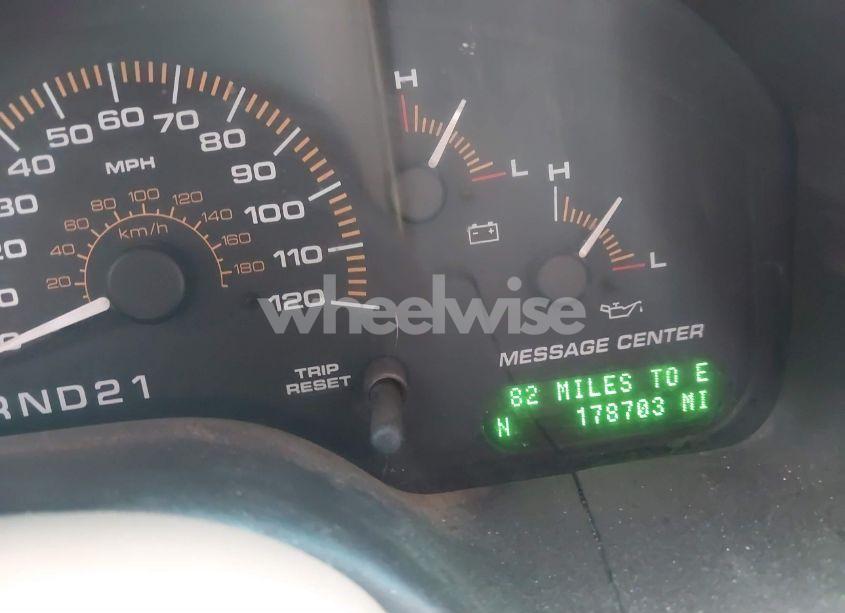 40 50 60 70 80 90 100 110 120
MPH
20 40 60 80 100 120 140 160 180
km/h
H L
H L
wheelwise
TRIP
RESET
RND21
MESSAGE CENTER
82 MILES TO E
N 178703 MI